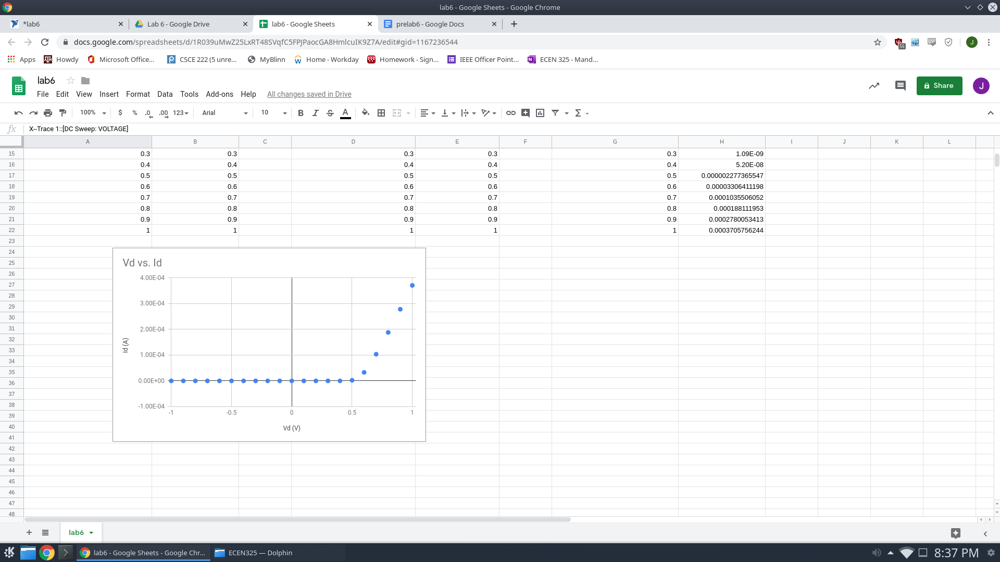 lab6 - Google Sheets - Google Chrome
*lab6 Lab 6 - Google Drive lab6 - Google Sheets prelab6 - Google Docs
docs.google.com/spreadsheets/d/1R039uMwZ25LxRT48SVqfC5FPJPaocGA8HmlcuIK9Z7A/edit#gid=1167236544 56 J
Apps Howdy Microsoft Office... CSCE 222 (5 unre... MyBlinn Home - Workday Homework - Sign... IEEE Officer Point... ECEN 325 - Mand...
lab6
File Edit View Insert Format Data Tools Add-ons Help All changes saved in Drive Share J
100% $ % .0 .00 123 Arial 10 B I S A Σ
fx X--Trace 1::[DC Sweep: VOLTAGE]
A B C D E F G H I J K L
15 0.3 0.3 0.3 0.3 0.3 1.09E-09
16 0.4 0.4 0.4 0.4 0.4 5.20E-08
17 0.5 0.5 0.5 0.5 0.5 0.000002277365547
18 0.6 0.6 0.6 0.6 0.6 0.00003306411198
19 0.7 0.7 0.7 0.7 0.7 0.0001035506052
20 0.8 0.8 0.8 0.8 0.8 0.000188111953
21 0.9 0.9 0.9 0.9 0.9 0.0002780053413
22 1 1 1 1 1 0.0003705756244
23
24
25
26
27
28
29
30
31
32
33
34
35
36
37
38
39
40
41
42
43
44
45
46
47
48
Vd vs. Id
4.00E-04
3.00E-04
2.00E-04
1.00E-04
0.00E+00
-1.00E-04
Id (A)
-1 -0.5 0 0.5 1
Vd (V)
lab6
lab6 - Google Sheets - Google Chr... ECEN325 — Dolphin 8:37 PM